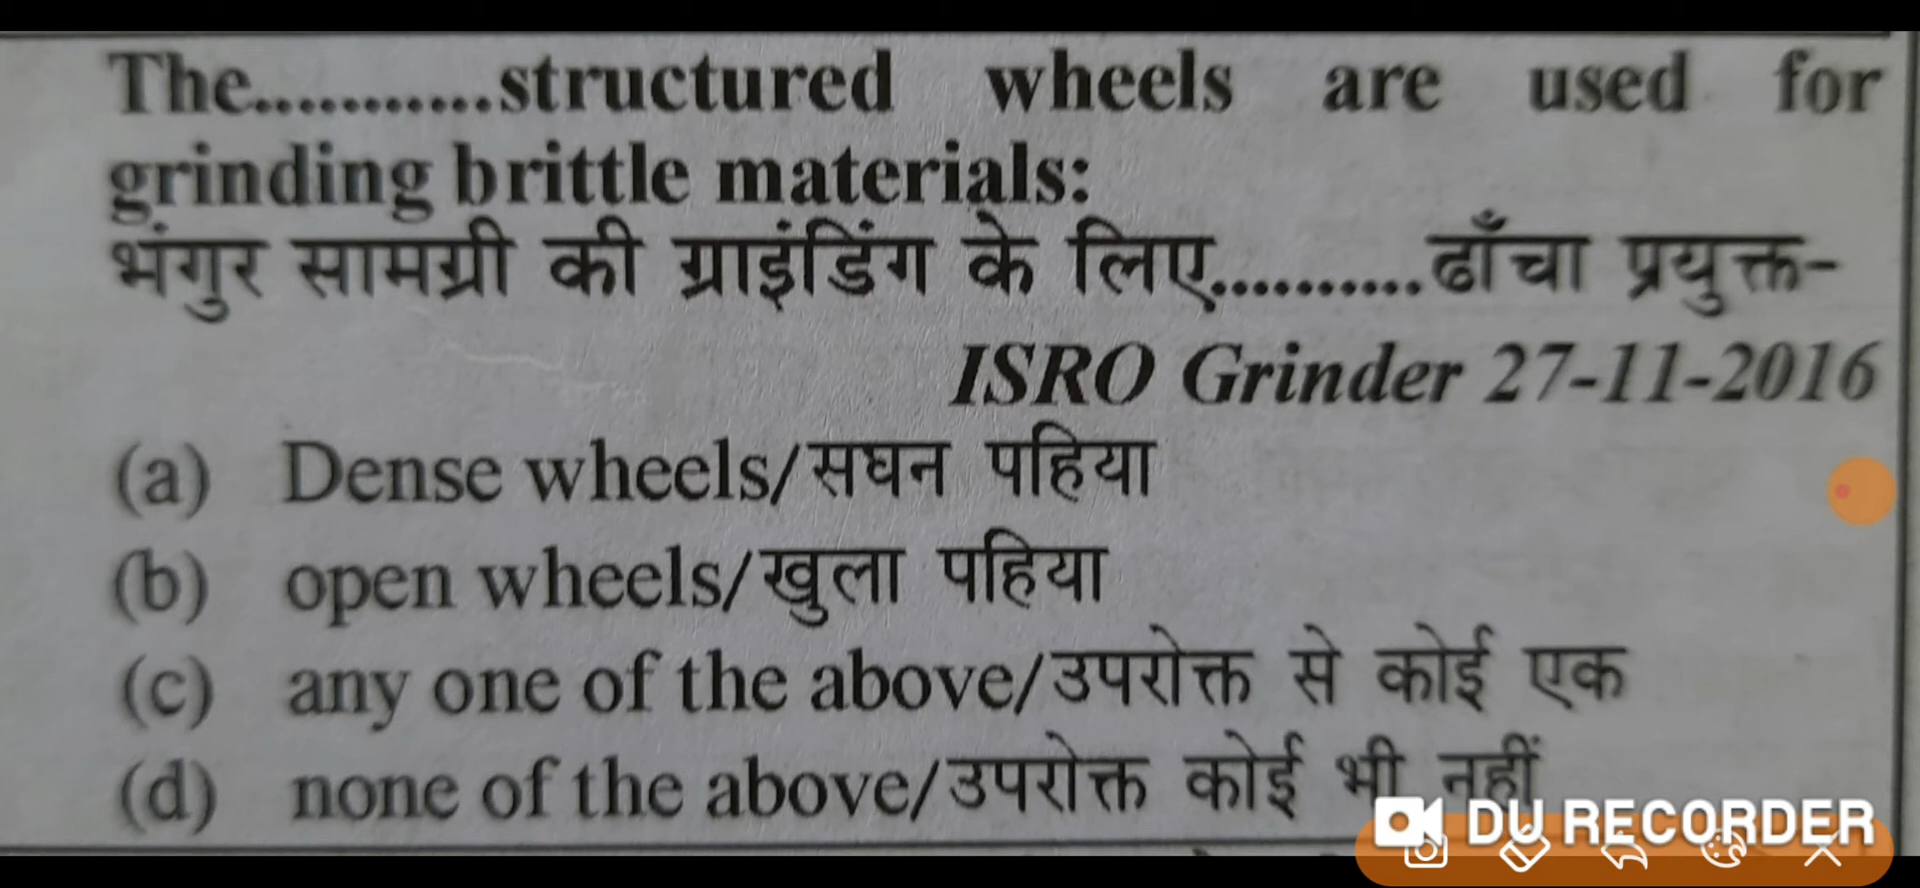 The...........structured wheels are used for
grinding brittle materials:
भंगुर सामग्री की ग्राइंडिंग के लिए..........ढाँचा प्रयुक्त-
ISRO Grinder 27-11-2016
(a) Dense wheels/सघन पहिया
(b) open wheels/खुला पहिया
(c) any one of the above/उपरोक्त से कोई एक
(d) none of the above/उपरोक्त कोई भी नहीं
DU RECORDER